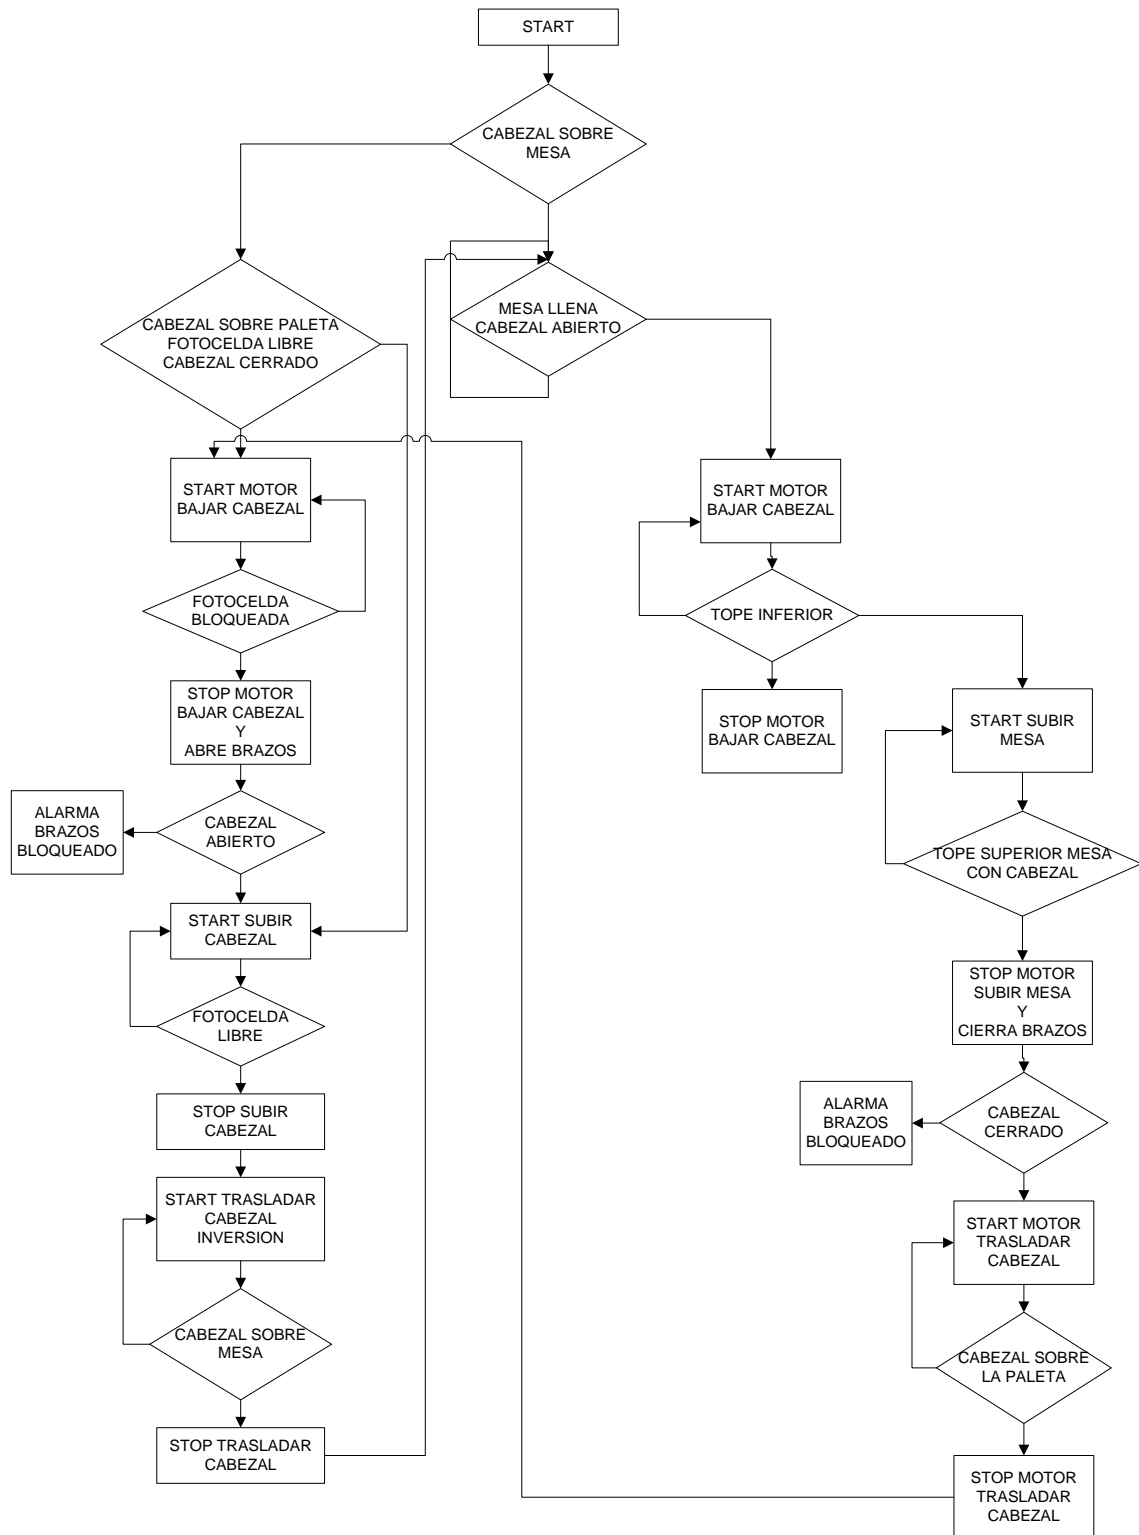 START
CABEZAL SOBRE
MESA
CABEZAL SOBRE PALETA
FOTOCELDA LIBRE
CABEZAL CERRADO
MESA LLENA
CABEZAL ABIERTO
START MOTOR
BAJAR CABEZAL
FOTOCELDA
BLOQUEADA
STOP MOTOR
BAJAR CABEZAL
Y
ABRE BRAZOS
CABEZAL
ABIERTO
ALARMA
BRAZOS
BLOQUEADO
START SUBIR
CABEZAL
FOTOCELDA
LIBRE
STOP SUBIR
CABEZAL
START TRASLADAR
CABEZAL
INVERSION
CABEZAL SOBRE
MESA
STOP TRASLADAR
CABEZAL
START MOTOR
BAJAR CABEZAL
TOPE INFERIOR
STOP MOTOR
BAJAR CABEZAL
START SUBIR
MESA
TOPE SUPERIOR MESA
CON CABEZAL
STOP MOTOR
SUBIR MESA
Y
CIERRA BRAZOS
CABEZAL
CERRADO
ALARMA
BRAZOS
BLOQUEADO
START MOTOR
TRASLADAR
CABEZAL
CABEZAL SOBRE
LA PALETA
STOP MOTOR
TRASLADAR
CABEZAL